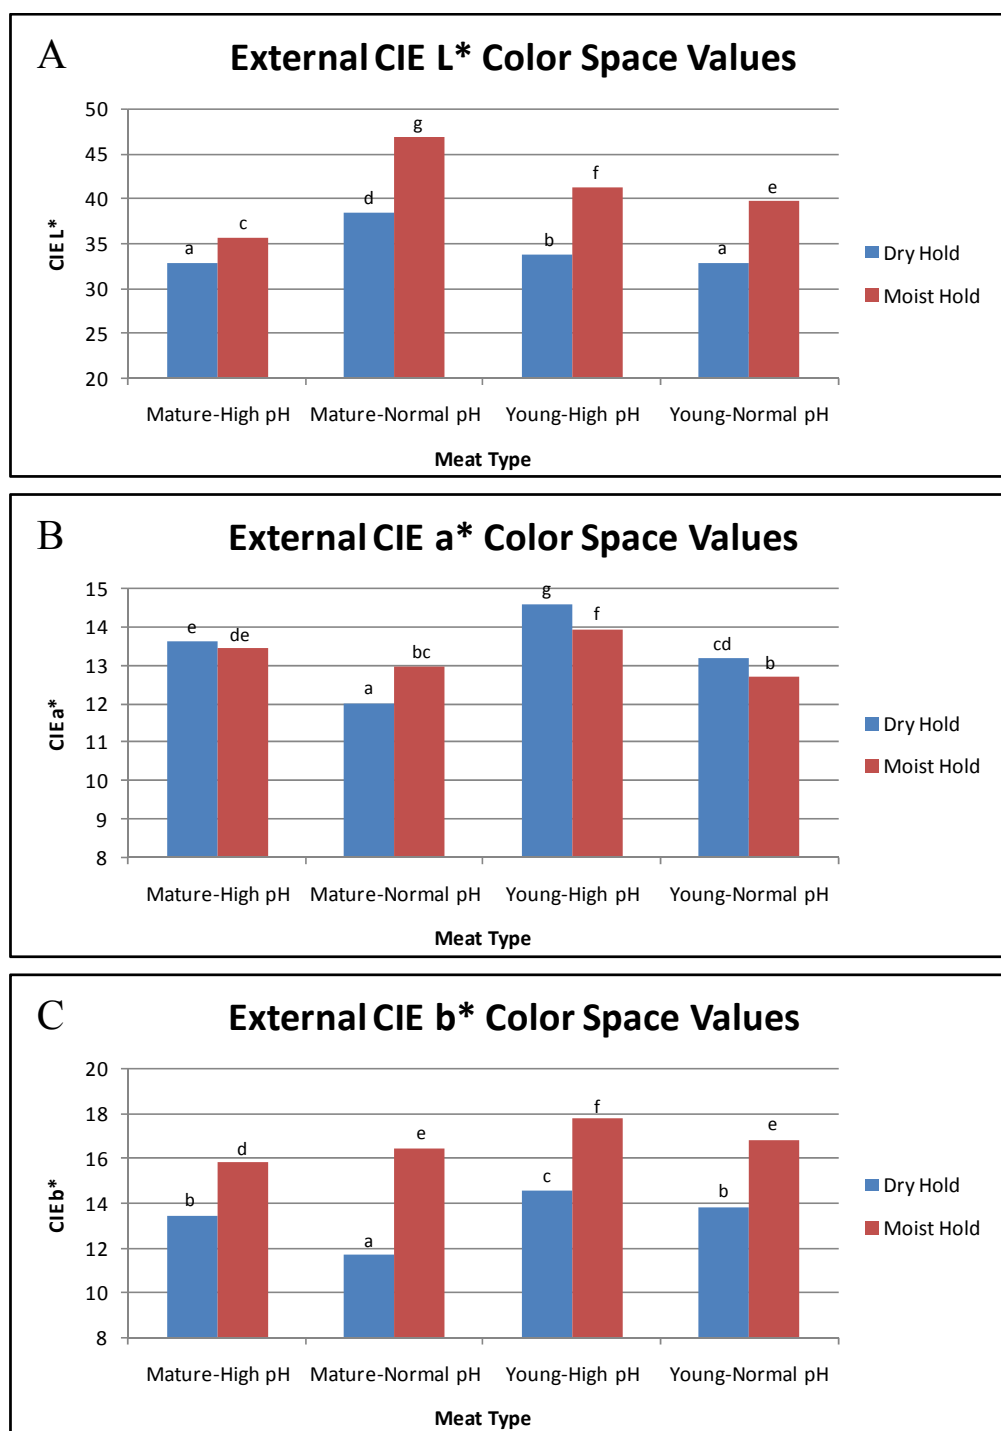 A
External CIE L* Color Space Values
50
45
40
35
30
25
20
CIE L*
a
c
d
g
b
f
a
e
Mature-High pH
Mature-Normal pH
Young-High pH
Young-Normal pH
Meat Type
Dry Hold
Moist Hold
B
External CIE a* Color Space Values
15
14
13
12
11
10
9
8
CIE a*
e
de
a
bc
g
f
cd
b
Mature-High pH
Mature-Normal pH
Young-High pH
Young-Normal pH
Meat Type
Dry Hold
Moist Hold
C
External CIE b* Color Space Values
20
18
16
14
12
10
8
CIE b*
b
d
a
e
c
f
b
e
Mature-High pH
Mature-Normal pH
Young-High pH
Young-Normal pH
Meat Type
Dry Hold
Moist Hold